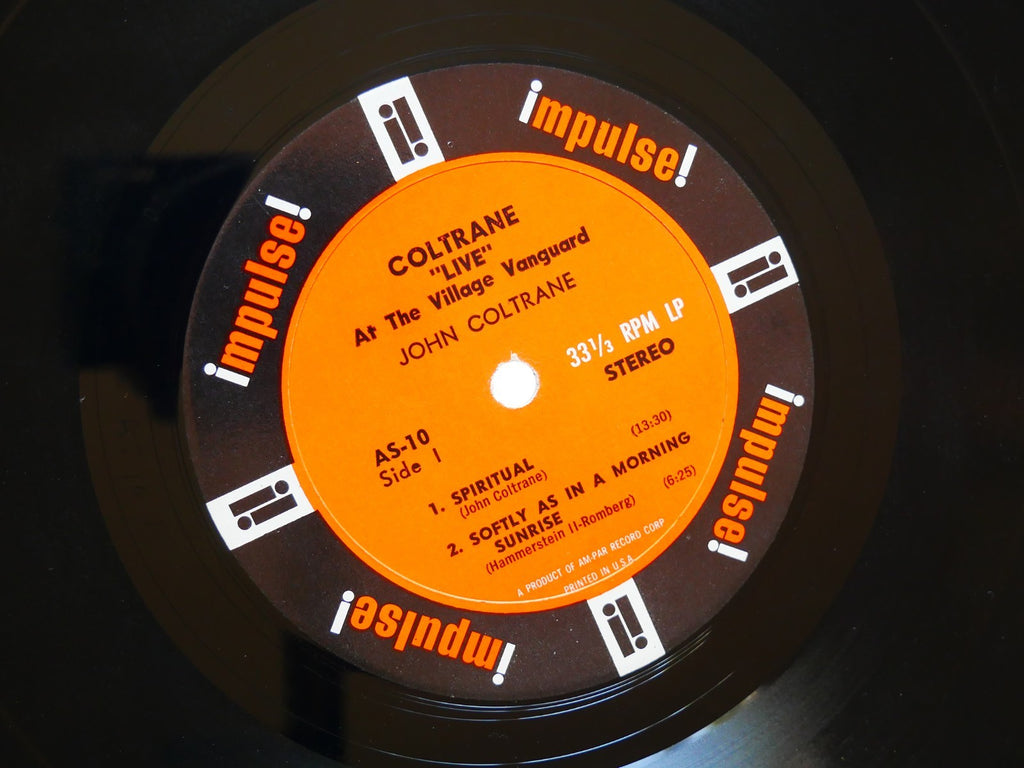 impulse!
impulse!
COLTRANE
"LIVE"
At The Village Vanguard
JOHN COLTRANE
33⅓ RPM LP
STEREO
AS-10
Side 1
1. SPIRITUAL (13:30)
(John Coltrane)
2. SOFTLY AS IN A MORNING
SUNRISE (6:25)
(Hammerstein II-Romberg)
A PRODUCT OF AM-PAR RECORD CORP
PRINTED IN U.S.A.
impulse!
impulse!